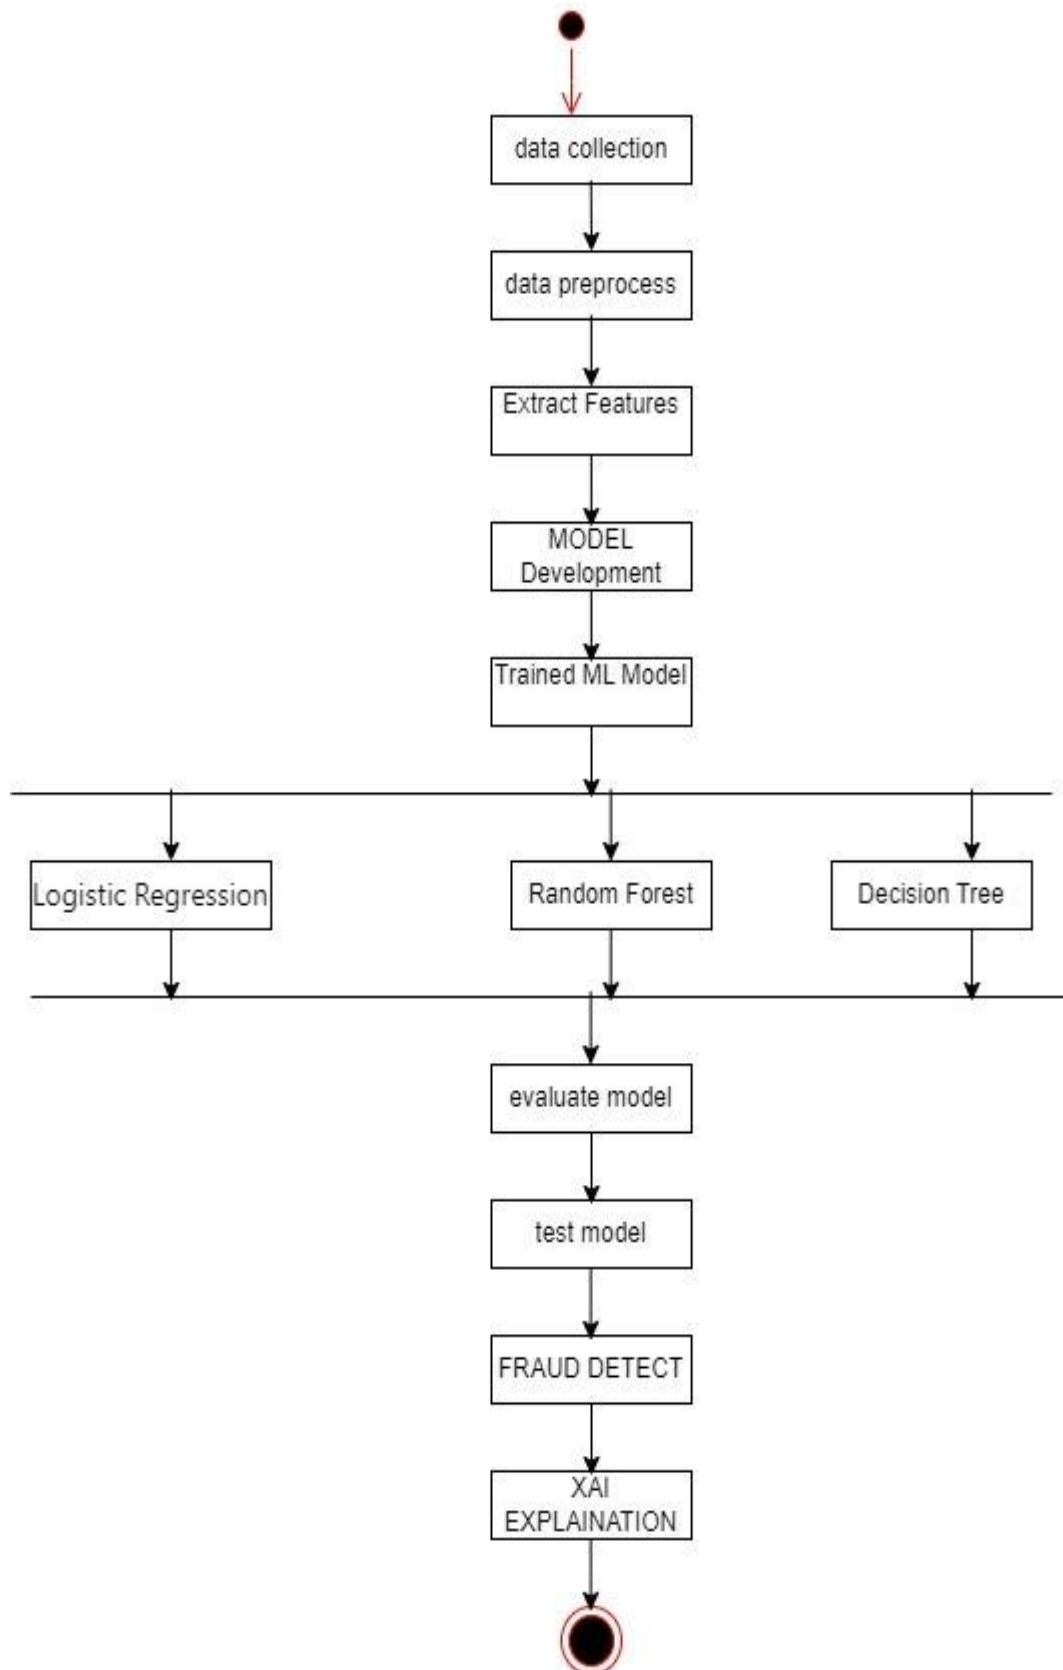 data collection
data preprocess
Extract Features
MODEL
Development
Trained ML Model
Logistic Regression
Random Forest
Decision Tree
evaluate model
test model
FRAUD DETECT
XAI
EXPLAINATION